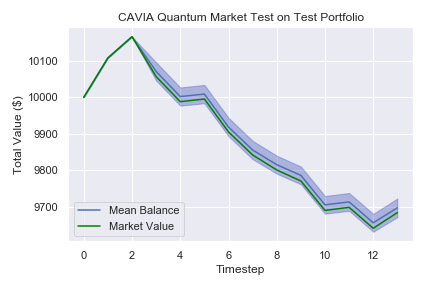 CAVIA Quantum Market Test on Test Portfolio
Total Value ($)
10100
10000
9900
9800
9700
Mean Balance
Market Value
0 2 4 6 8 10 12
Timestep